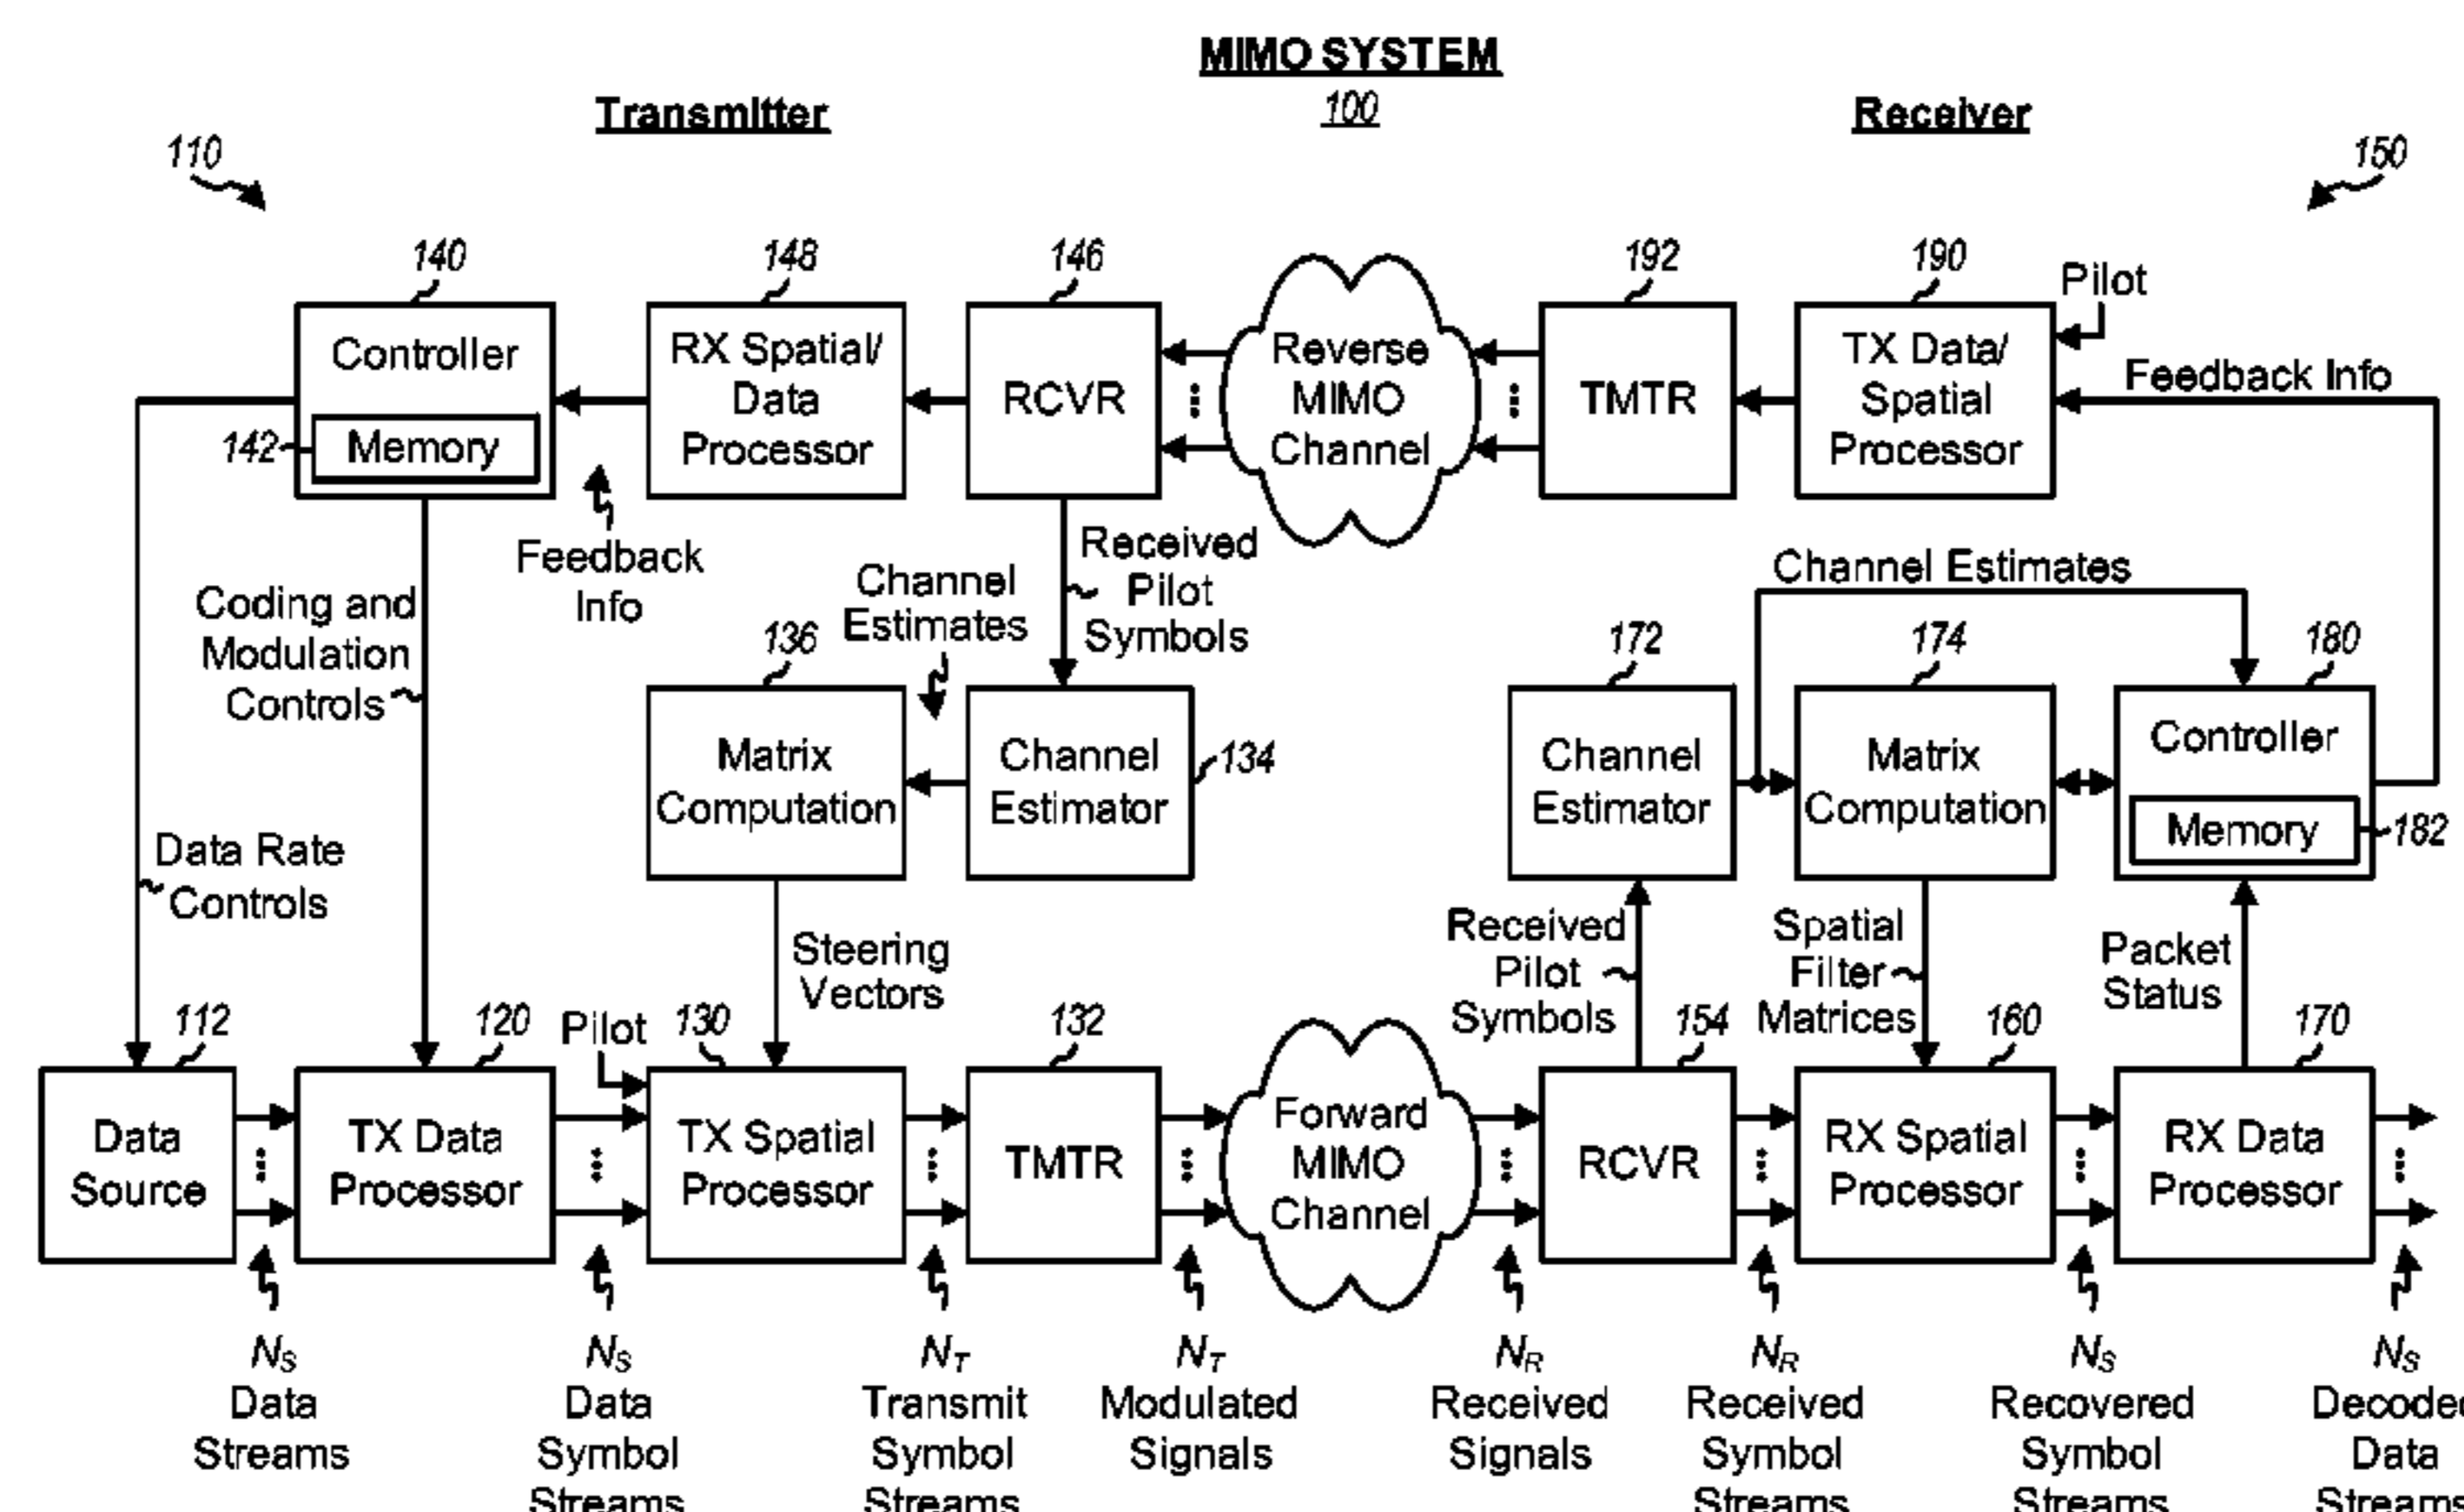 MIMO SYSTEM
100
Transmitter
Receiver
110
150
140
148
146
192
190
Pilot
Controller
142
Memory
RX Spatial/
Data
Processor
RCVR
Reverse
MIMO
Channel
TMTR
TX Data/
Spatial
Processor
Feedback Info
Feedback
Info
Coding and
Modulation
Controls
Channel
Estimates
Received
Pilot
Symbols
Channel Estimates
136
172
174
180
Matrix
Computation
Channel
Estimator
134
Channel
Estimator
Matrix
Computation
Controller
Memory
182
Data Rate
Controls
Steering
Vectors
Received
Pilot
Symbols
Spatial
Filter
Matrices
Packet
Status
112
120
Pilot
130
132
154
160
170
Data
Source
TX Data
Processor
TX Spatial
Processor
TMTR
Forward
MIMO
Channel
RCVR
RX Spatial
Processor
RX Data
Processor
NS
Data
Streams
NS
Data
Symbol
Streams
NT
Transmit
Symbol
Streams
NT
Modulated
Signals
NR
Received
Signals
NR
Received
Symbol
Streams
NS
Recovered
Symbol
Streams
NS
Decoded
Data
Streams